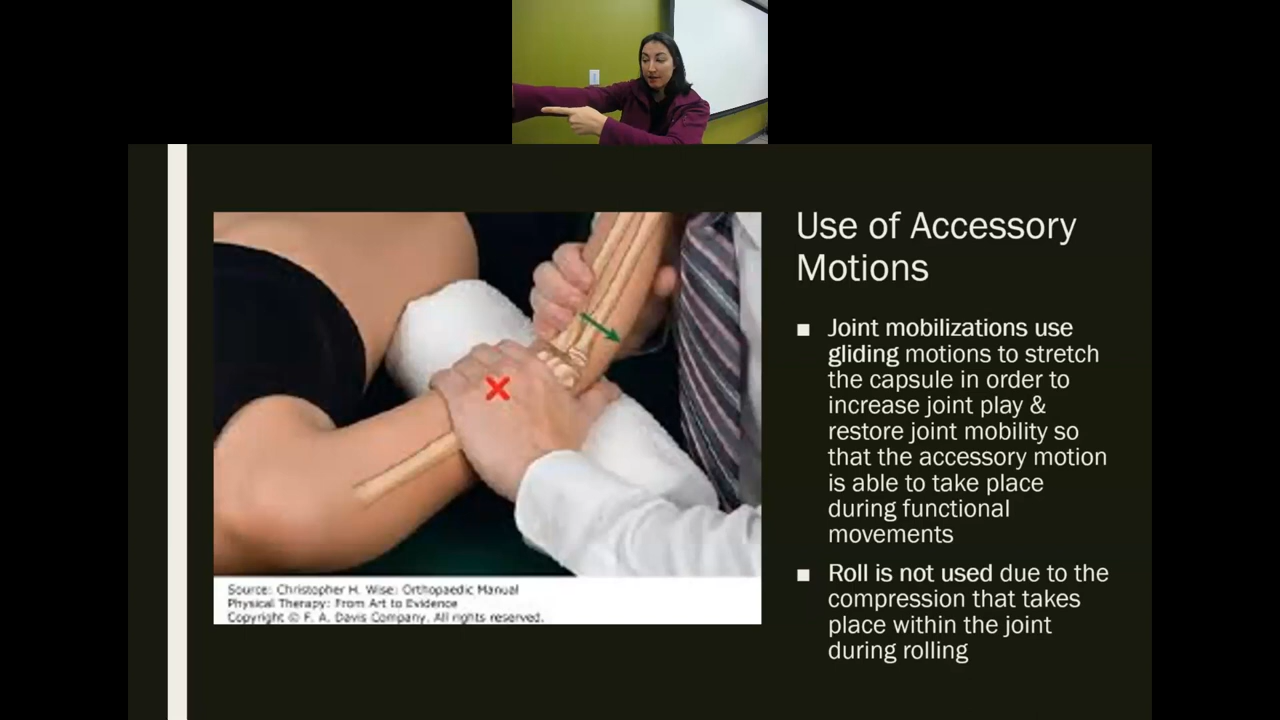 Use of Accessory
Motions
■ Joint mobilizations use
gliding motions to stretch
the capsule in order to
increase joint play &
restore joint mobility so
that the accessory motion
is able to take place
during functional
movements
■ Roll is not used due to the
compression that takes
place within the joint
during rolling
Source: Christopher H. Wise: Orthopaedic Manual
Physical Therapy: From Art to Evidence
Copyright © F. A. Davis Company. All rights reserved.